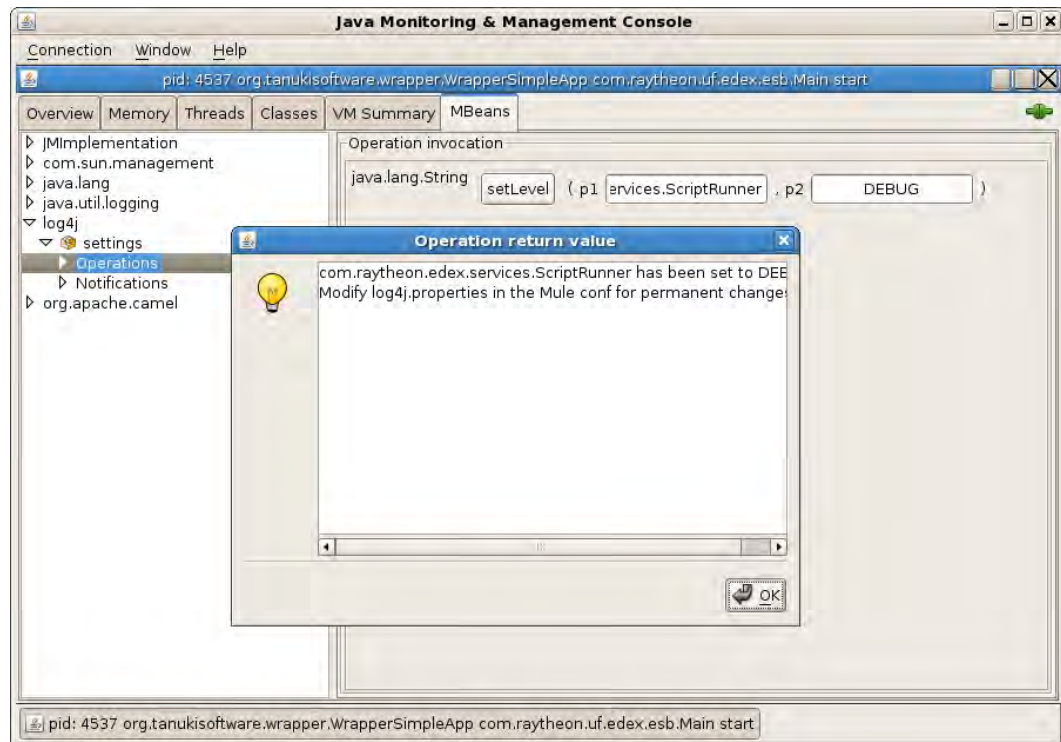 Java Monitoring & Management Console
Connection Window Help
pid: 4537 org.tanukisoftware.wrapper.WrapperSimpleApp com.raytheon.uf.edex.esb.Main start
Overview Memory Threads Classes VM Summary MBeans
JMImplementation
com.sun.management
java.lang
java.util.logging
log4j
settings
Operations
Notifications
org.apache.camel
Operation invocation
java.lang.String setLevel ( p1 ervices.ScriptRunner , p2 DEBUG )
Operation return value
com.raytheon.edex.services.ScriptRunner has been set to DEE
Modify log4j.properties in the Mule conf for permanent changes
OK
pid: 4537 org.tanukisoftware.wrapper.WrapperSimpleApp com.raytheon.uf.edex.esb.Main start